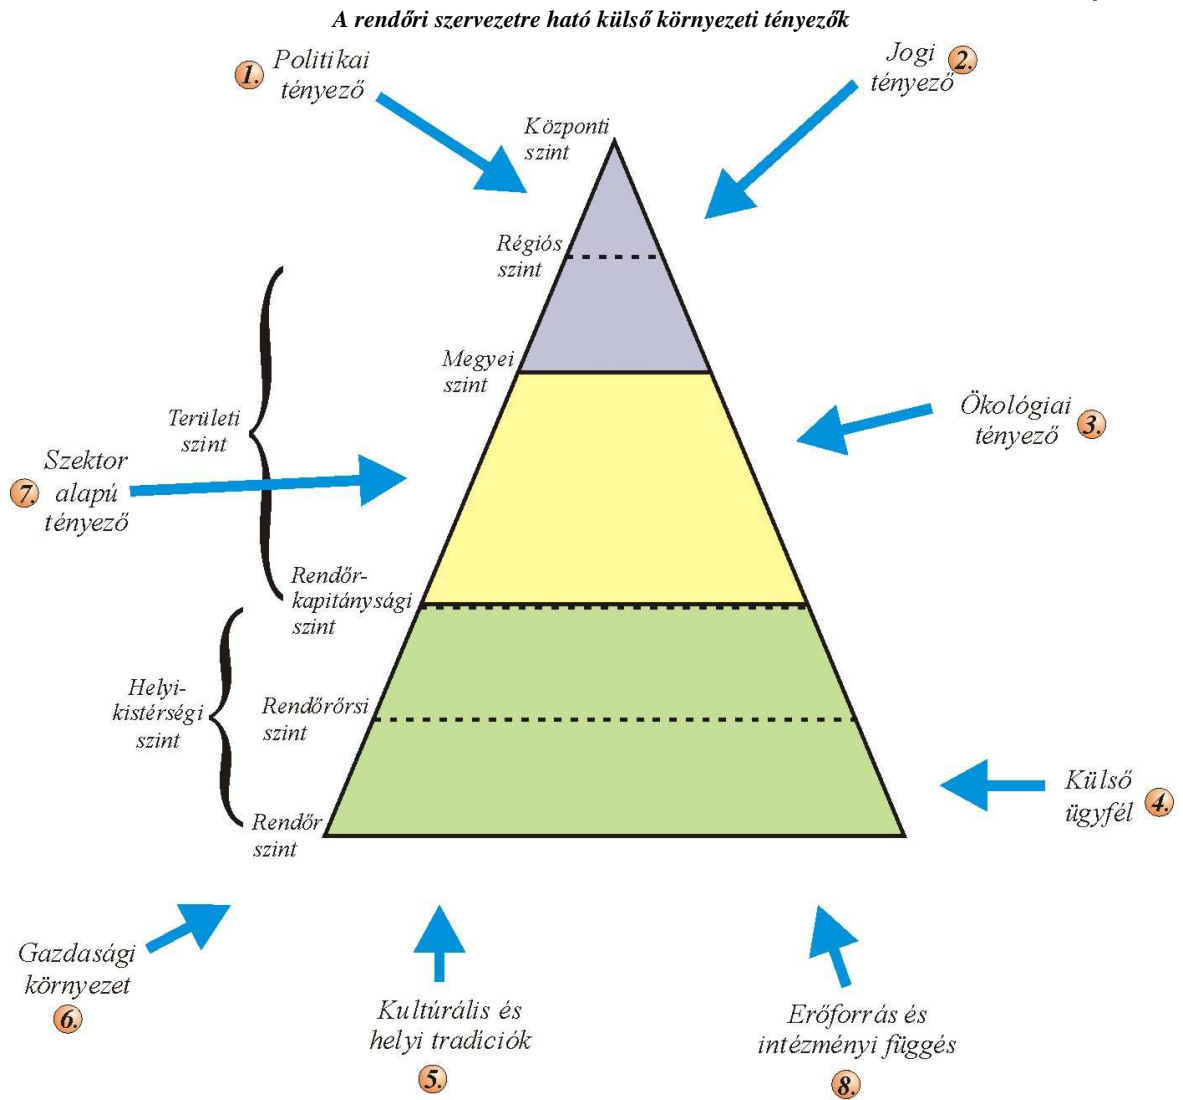 A rendőri szervezetre ható külső környezeti tényezők
1. Politikai
tényező
Jogi 2.
tényező
Központi
szint
Régiós
szint
Megyei
szint
Területi
szint
Ökológiai
tényező 3.
Szektor
7. alapú
tényező
Rendőr-
kapitánysági
szint
Helyi-
kistérségi
szint
Rendőrőrsi
szint
Külső
ügyfél 4.
Rendőr
szint
Gazdasági
környezet
6.
Kultúrális és
helyi tradíciók
5.
Erőforrás és
intézményi függés
8.